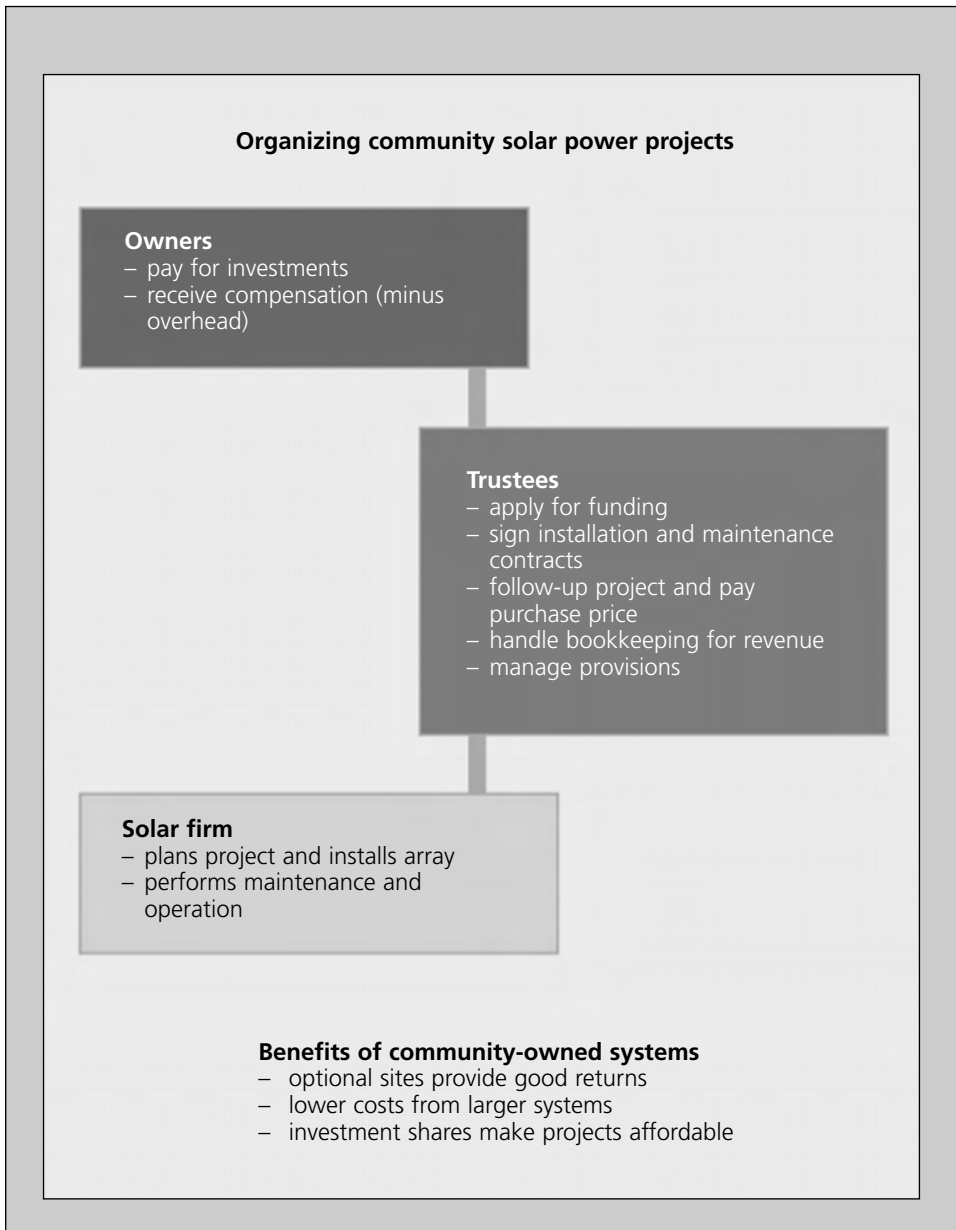 Organizing community solar power projects
Owners
– pay for investments
– receive compensation (minus
overhead)
Trustees
– apply for funding
– sign installation and maintenance
contracts
– follow-up project and pay
purchase price
– handle bookkeeping for revenue
– manage provisions
Solar firm
– plans project and installs array
– performs maintenance and
operation
Benefits of community-owned systems
– optional sites provide good returns
– lower costs from larger systems
– investment shares make projects affordable